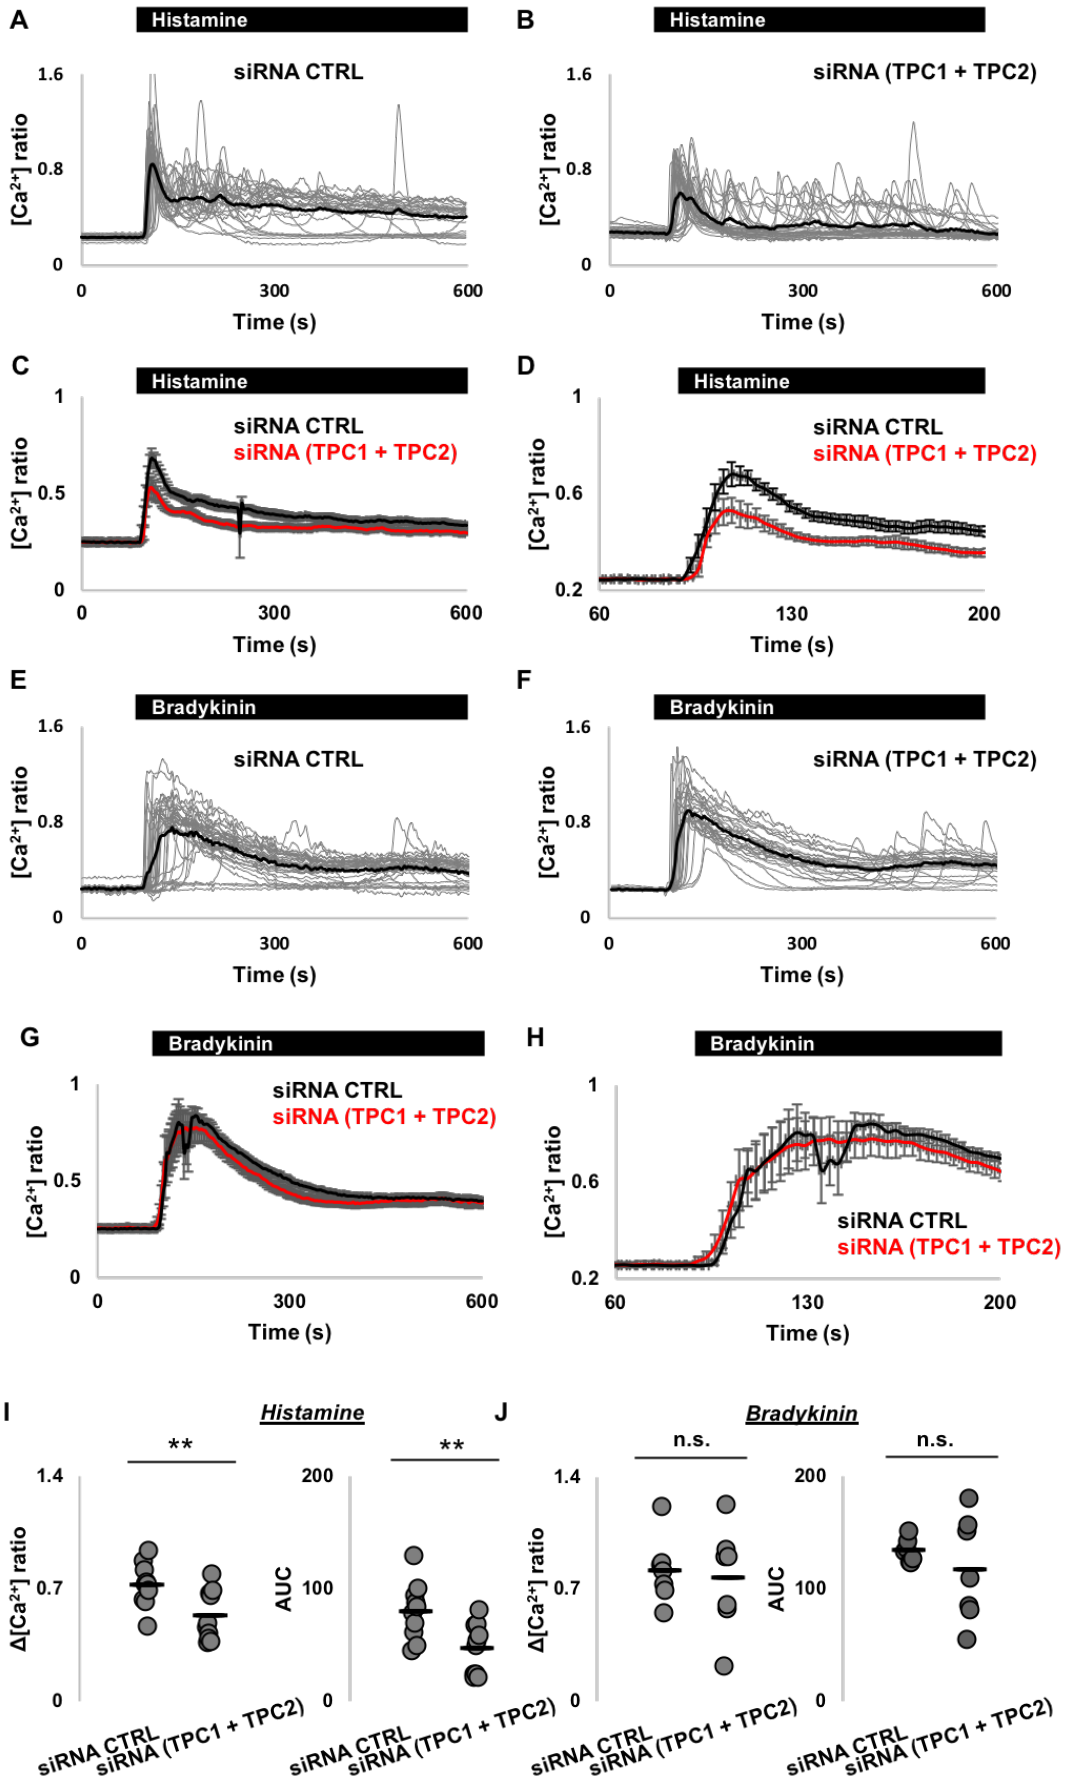 A
Histamine
siRNA CTRL
[Ca²⁺] ratio
1.6
0.8
0
0
300
600
Time (s)
B
Histamine
siRNA (TPC1 + TPC2)
[Ca²⁺] ratio
1.6
0.8
0
0
300
600
Time (s)
C
Histamine
siRNA CTRL
siRNA (TPC1 + TPC2)
[Ca²⁺] ratio
1
0.5
0
0
300
600
Time (s)
D
Histamine
siRNA CTRL
siRNA (TPC1 + TPC2)
[Ca²⁺] ratio
1
0.6
0.2
60
130
200
Time (s)
E
Bradykinin
siRNA CTRL
[Ca²⁺] ratio
1.6
0.8
0
0
300
600
Time (s)
F
Bradykinin
siRNA (TPC1 + TPC2)
[Ca²⁺] ratio
1.6
0.8
0
0
300
600
Time (s)
G
Bradykinin
siRNA CTRL
siRNA (TPC1 + TPC2)
[Ca²⁺] ratio
1
0.5
0
0
300
600
Time (s)
H
Bradykinin
siRNA CTRL
siRNA (TPC1 + TPC2)
[Ca²⁺] ratio
1
0.6
0.2
60
130
200
Time (s)
I
Histamine
**
Δ[Ca²⁺] ratio
1.4
0.7
0
siRNA CTRL
siRNA (TPC1 + TPC2)
**
AUC
200
100
0
siRNA CTRL
siRNA (TPC1 + TPC2)
J
Bradykinin
n.s.
Δ[Ca²⁺] ratio
1.4
0.7
0
siRNA CTRL
siRNA (TPC1 + TPC2)
n.s.
AUC
200
100
0
siRNA CTRL
siRNA (TPC1 + TPC2)